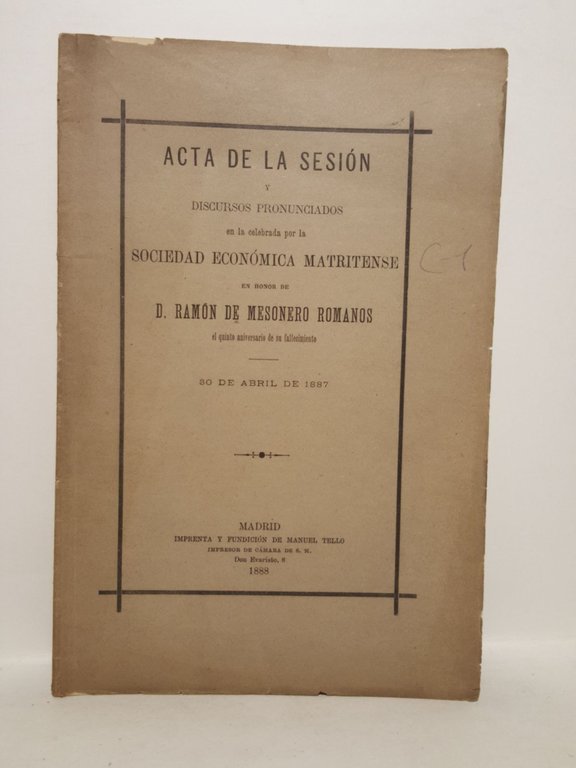 ACTA DE LA SESIÓN
Y
DISCURSOS PRONUNCIADOS
en la celebrada por la
SOCIEDAD ECONÓMICA MATRITENSE
EN HONOR DE
D. RAMÓN DE MESONERO ROMANOS
el quinto aniversario de su fallecimiento
30 DE ABRIL DE 1887
MADRID
IMPRENTA Y FUNDICIÓN DE MANUEL TELLO
IMPRESOR DE CÁMARA DE S. M.
Don Evaristo, 8
1888